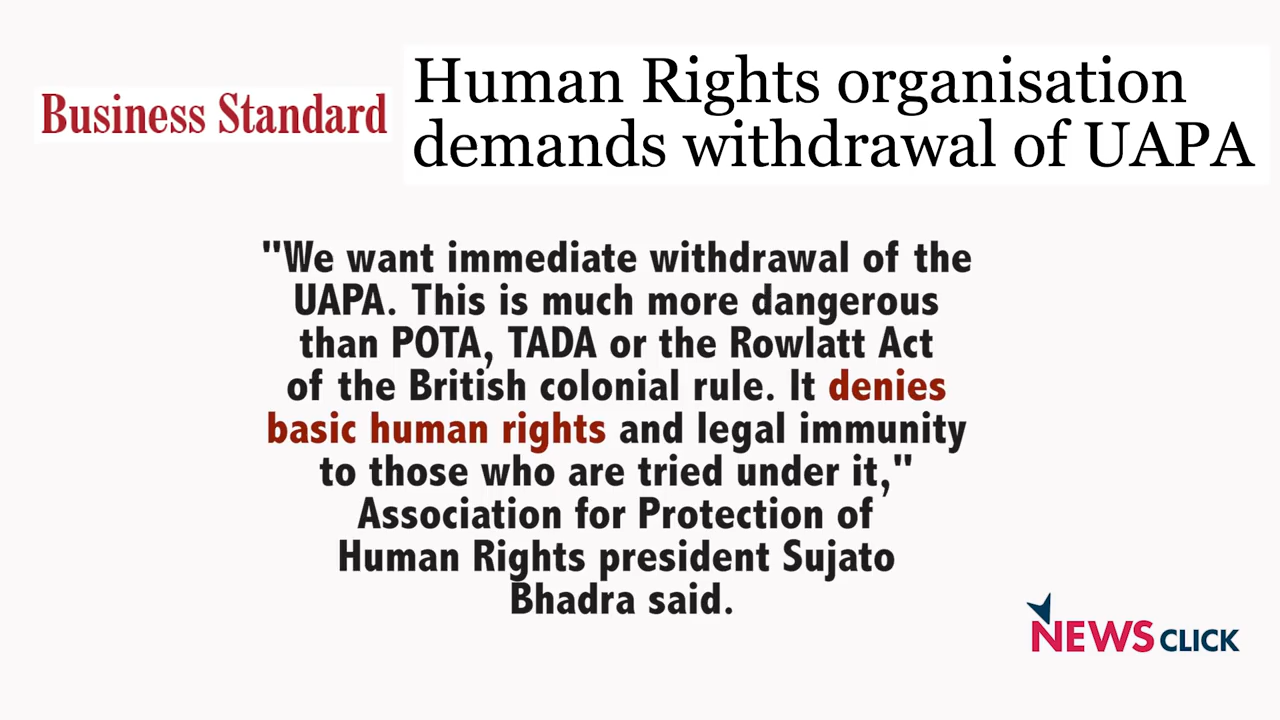 Business Standard
Human Rights organisation
demands withdrawal of UAPA
"We want immediate withdrawal of the
UAPA. This is much more dangerous
than POTA, TADA or the Rowlatt Act
of the British colonial rule. It denies
basic human rights and legal immunity
to those who are tried under it,"
Association for Protection of
Human Rights president Sujato
Bhadra said.
NEWSCLICK